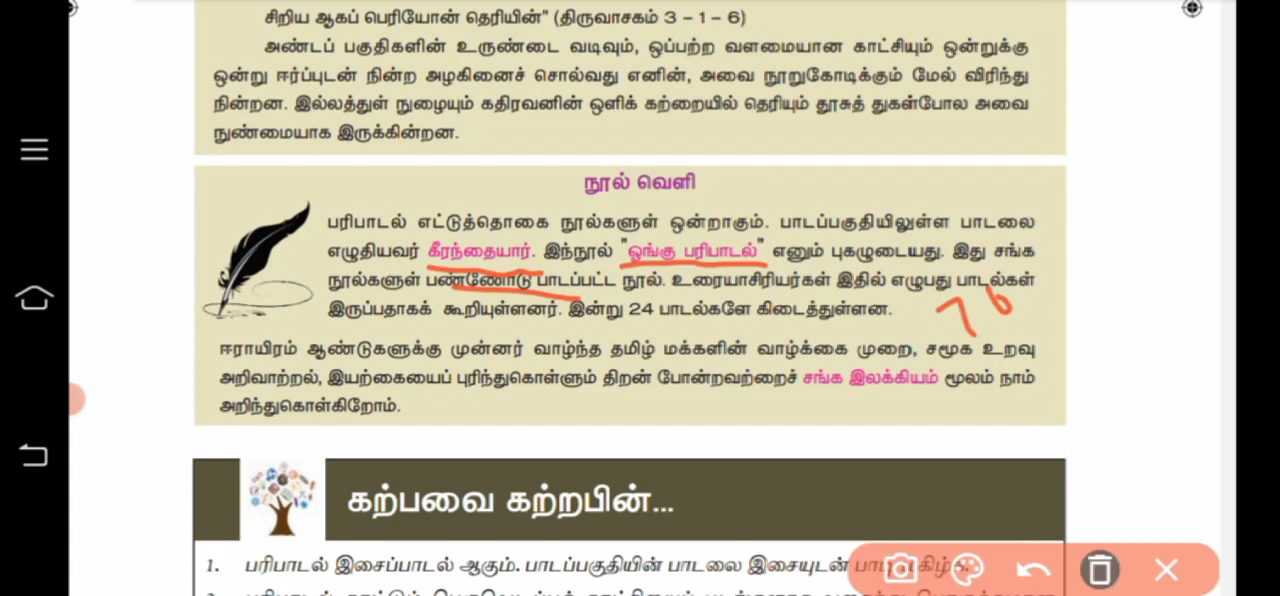 சிறிய ஆகப் பெரியோன் தெரியின்" (திருவாசகம் 3 – 1 – 6)
அண்டப் பகுதிகளின் உருண்டை வடிவும், ஒப்பற்ற வளமையான காட்சியும் ஒன்றுக்கு
ஒன்று ஈர்ப்புடன் நின்ற அழகினைச் சொல்வது எனின், அவை நூறுகோடிக்கும் மேல் விரிந்து
நின்றன. இல்லத்துள் நுழையும் கதிரவனின் ஒளிக் கற்றையில் தெரியும் தூசுத் துகள்போல அவை
நுண்மையாக இருக்கின்றன.
நூல் வெளி
பரிபாடல் எட்டுத்தொகை நூல்களுள் ஒன்றாகும். பாடப்பகுதியிலுள்ள பாடலை
எழுதியவர் கீரந்தையார். இந்நூல் "ஓங்கு பரிபாடல்" எனும் புகழுடையது. இது சங்க
நூல்களுள் பண்ணோடு பாடப்பட்ட நூல். உரையாசிரியர்கள் இதில் எழுபது பாடல்கள்
இருப்பதாகக் கூறியுள்ளனர். இன்று 24 பாடல்களே கிடைத்துள்ளன.
70
ஈராயிரம் ஆண்டுகளுக்கு முன்னர் வாழ்ந்த தமிழ் மக்களின் வாழ்க்கை முறை, சமூக உறவு
அறிவாற்றல், இயற்கையைப் புரிந்துகொள்ளும் திறன் போன்றவற்றைச் சங்க இலக்கியம் மூலம் நாம்
அறிந்துகொள்கிறோம்.
கற்பவை கற்றபின்...
1. பரிபாடல் இசைப்பாடல் ஆகும். பாடப்பகுதியின் பாடலை இசையுடன்